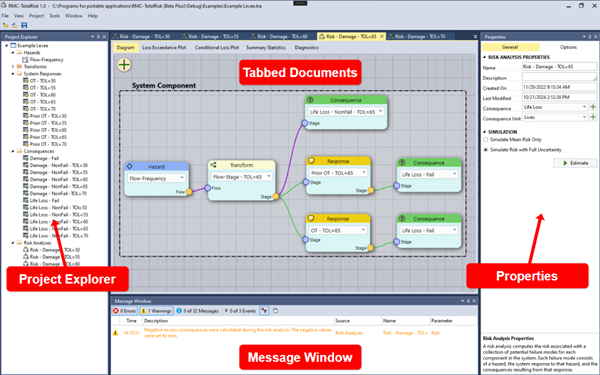 RMC-TotalRisk 1.0 - C:\Programs for portable applications\RMC-TotalRisk (Beta Plus)\Debug\Examples\Example Levee.tra
File View Tools Window Help
Project Explorer
Example Levee
Hazards
Flow-Frequency
Transforms
System Responses
OT - TOL=50
OT - TOL=55
OT - TOL=60
OT - TOL=65
OT - TOL=70
Prior OT - TOL=50
Prior OT - TOL=55
Prior OT - TOL=60
Prior OT - TOL=65
Prior OT - TOL=70
Consequences
Damage - Fail
Damage - NonFail - TOL=50
Damage - NonFail - TOL=55
Damage - NonFail - TOL=60
Damage - NonFail - TOL=65
Damage - NonFail - TOL=70
Life Loss - Fail
Life Loss - NonFail - TOL=50
Life Loss - NonFail - TOL=55
Life Loss - NonFail - TOL=60
Life Loss - NonFail - TOL=65
Life Loss - NonFail - TOL=70
Risk Analyses
Risk - Damage - TOL=50
Risk - Damage - TOL=55
Risk - Damage - TOL=60
Project Explorer
Risk - Damage - TOL=50
Risk - Damage - TOL=55
Risk - Damage - TOL=60
Risk - Damage - TOL=65
Risk - Damage - TOL=70
Diagram
Loss Exceedance Plot
Conditional Loss Plot
Summary Statistics
Diagnostics
Tabbed Documents
System Component
Hazard
Flow-Frequency
Flow
Transform
Flow
Flow-Stage - TOL=65
Stage
Consequence
Life Loss - NonFail - TOL=65
Stage
Response
Prior OT - TOL=65
Stage
Stage
Consequence
Life Loss - Fail
Stage
Response
OT - TOL=65
Stage
Stage
Consequence
Life Loss - Fail
Stage
Message Window
0 Errors
1 Warnings
0 of 52 Messages
0 of 3 Events
Time Description Source Name Parameter
Negative excess consequences were calculated during the risk analysis. The negative values were set to zero.
Risk Analyses
Risk - Damage - TOL=
Risk
Message Window
Properties
General
Options
RISK ANALYSIS PROPERTIES
Name Risk - Damage - TOL=65
Description
Created On 11/29/2022 8:15:34 AM
Last Modified 10/21/2024 2:12:38 PM
Consequence Life Loss
Consequence Unit Lives
SIMULATION
Simulate Mean Risk Only
Simulate Risk with Full Uncertainty
Estimate
Properties
Risk Analysis Properties
A risk analysis computes the risk associated with a
collection of potential failure modes for each
component in the system. Each failure mode consists
of a hazard, the system response to that hazard, and the
consequences resulting from that response.